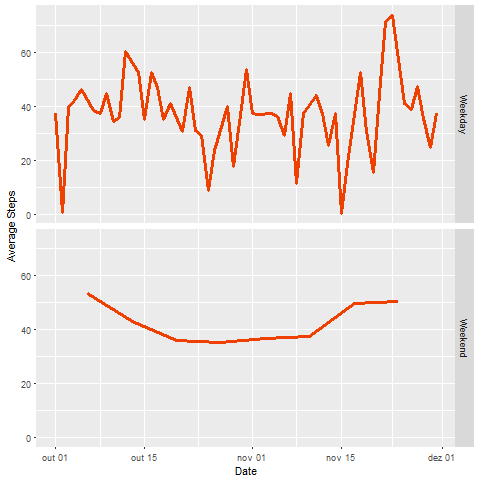 60
40
20
0
Weekday
Average Steps
60
40
20
0
Weekend
out 01
out 15
nov 01
nov 15
dez 01
Date